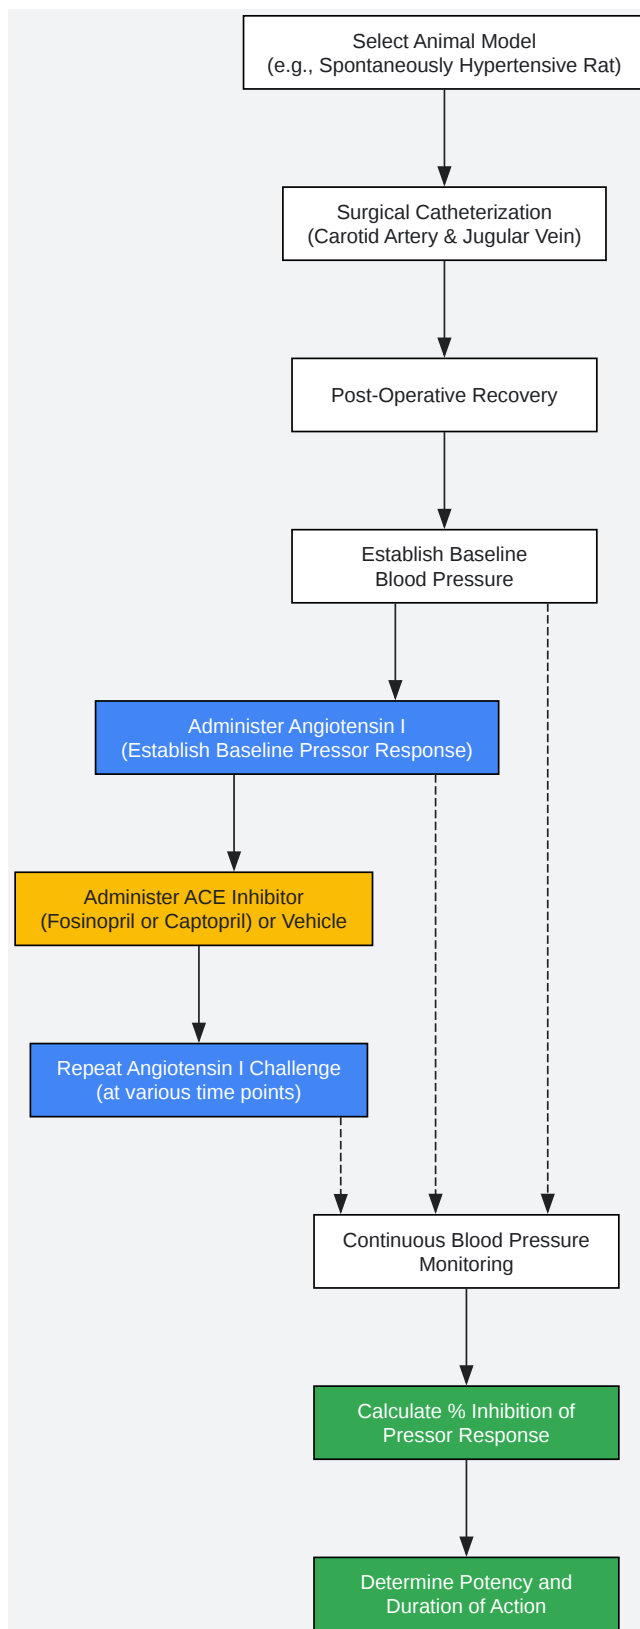 Select Animal Model
(e.g., Spontaneously Hypertensive Rat)
Surgical Catheterization
(Carotid Artery & Jugular Vein)
Post-Operative Recovery
Establish Baseline
Blood Pressure
Administer Angiotensin I
(Establish Baseline Pressor Response)
Administer ACE Inhibitor
(Fosinopril or Captopril) or Vehicle
Repeat Angiotensin I Challenge
(at various time points)
Continuous Blood Pressure
Monitoring
Calculate % Inhibition of
Pressor Response
Determine Potency and
Duration of Action